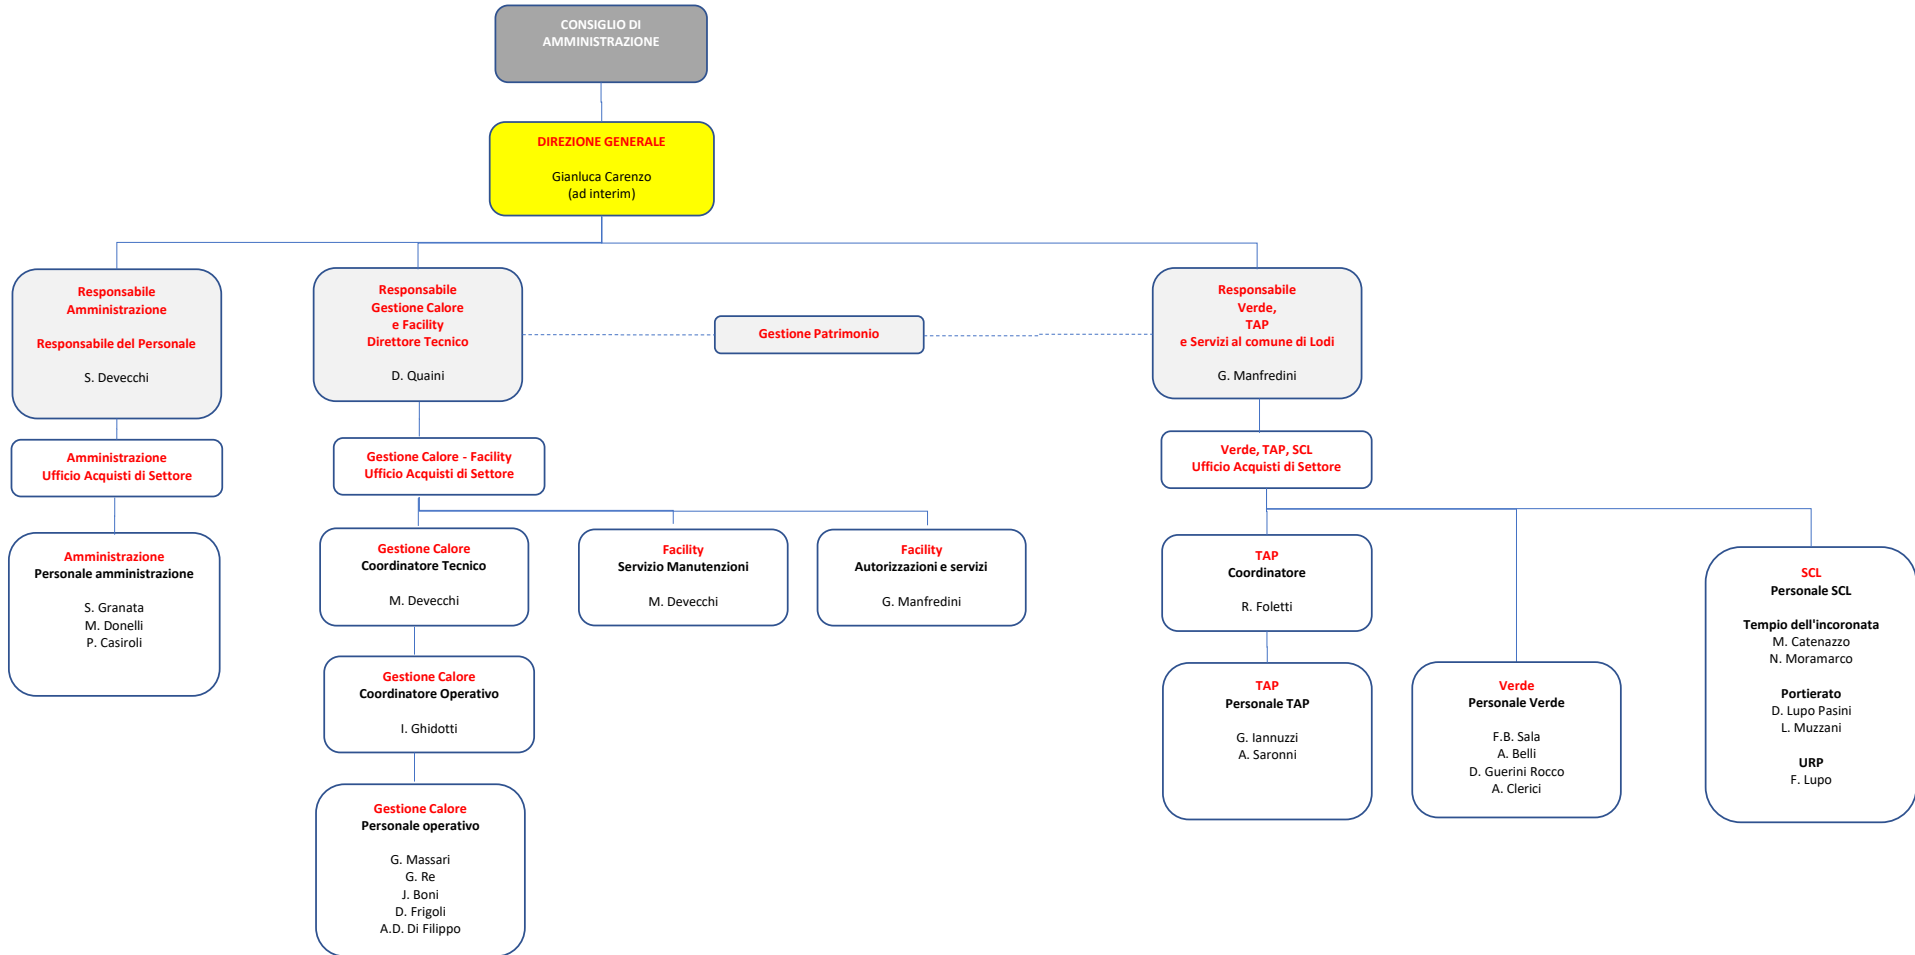 CONSIGLIO DI
AMMINISTRAZIONE
DIREZIONE GENERALE
Gianluca Carenzo
(ad interim)
Responsabile
Amministrazione
Responsabile del Personale
S. Devecchi
Responsabile
Gestione Calore
e Facility
Direttore Tecnico
D. Quaini
Gestione Patrimonio
Responsabile
Verde,
TAP
e Servizi al comune di Lodi
G. Manfredini
Amministrazione
Ufficio Acquisti di Settore
Gestione Calore - Facility
Ufficio Acquisti di Settore
Verde, TAP, SCL
Ufficio Acquisti di Settore
Amministrazione
Personale amministrazione
S. Granata
M. Donelli
P. Casiroli
Gestione Calore
Coordinatore Tecnico
M. Devecchi
Facility
Servizio Manutenzioni
M. Devecchi
Facility
Autorizzazioni e servizi
G. Manfredini
TAP
Coordinatore
R. Foletti
SCL
Personale SCL
Tempio dell'incoronata
M. Catenazzo
N. Moramarco
Portierato
D. Lupo Pasini
L. Muzzani
URP
F. Lupo
Gestione Calore
Coordinatore Operativo
I. Ghidotti
TAP
Personale TAP
G. Iannuzzi
A. Saronni
Verde
Personale Verde
F.B. Sala
A. Belli
D. Guerini Rocco
A. Clerici
Gestione Calore
Personale operativo
G. Massari
G. Re
J. Boni
D. Frigoli
A.D. Di Filippo